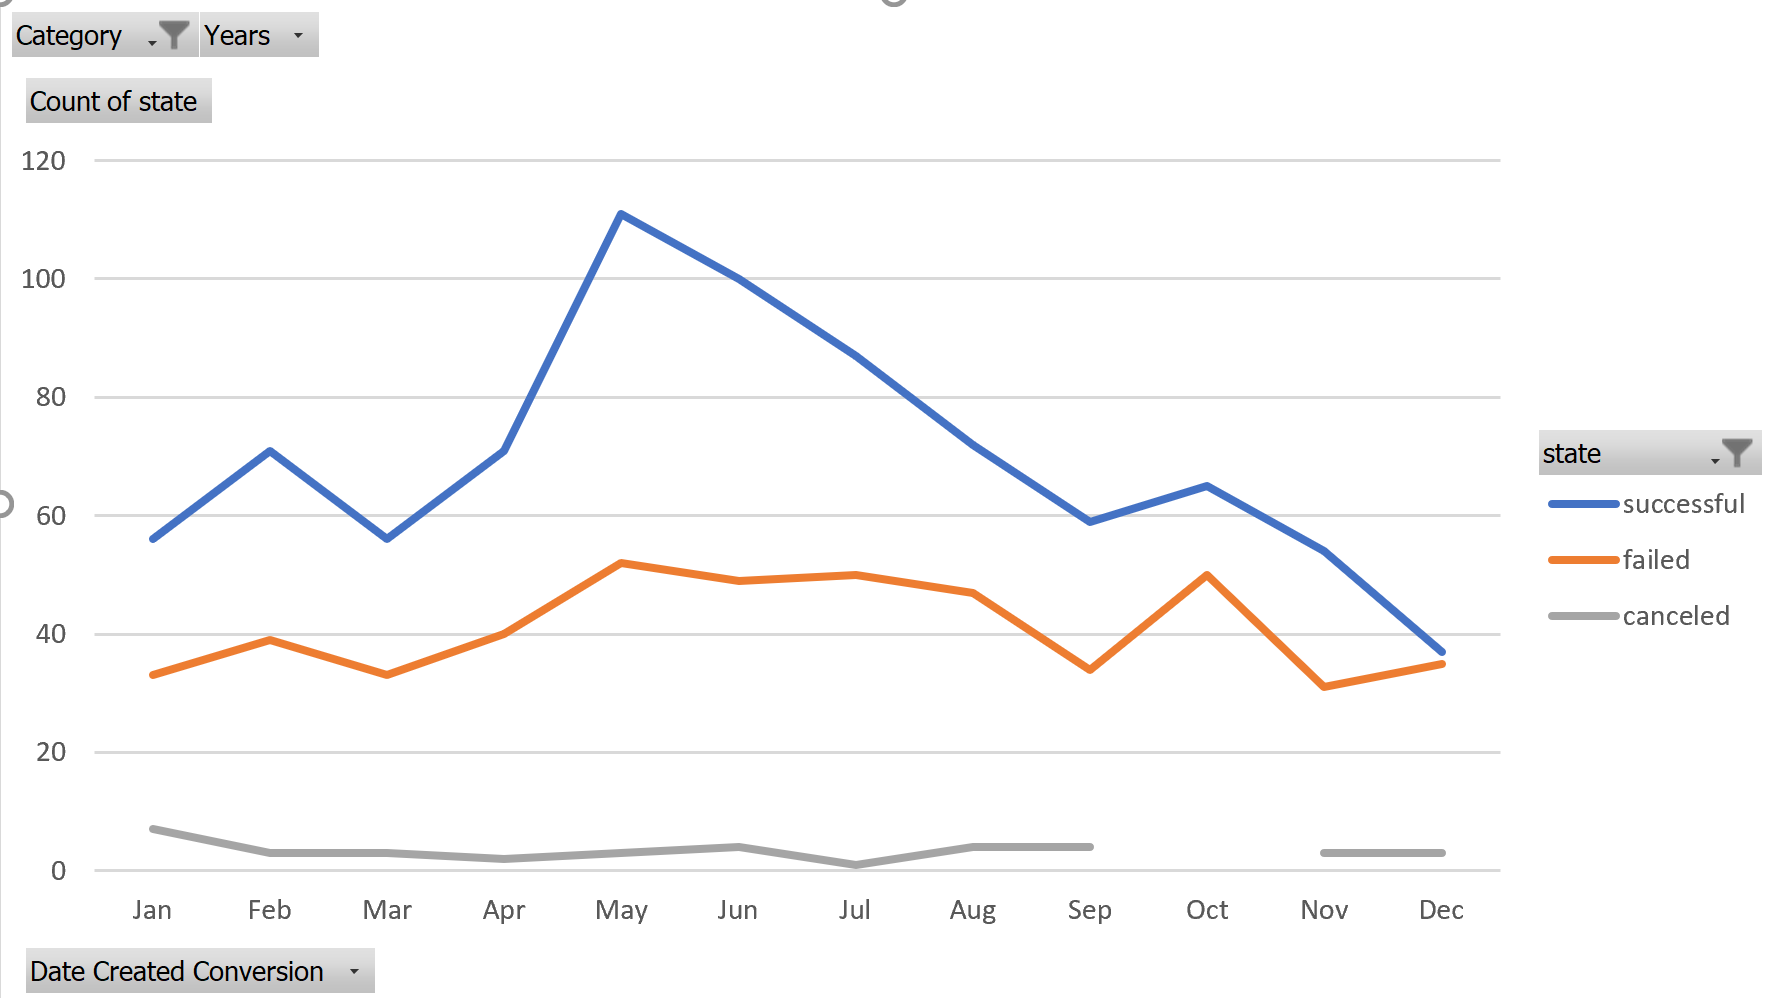 Category Years
Count of state
120
100
80
60
40
20
0
Jan Feb Mar Apr May Jun Jul Aug Sep Oct Nov Dec
state
successful
failed
canceled
Date Created Conversion